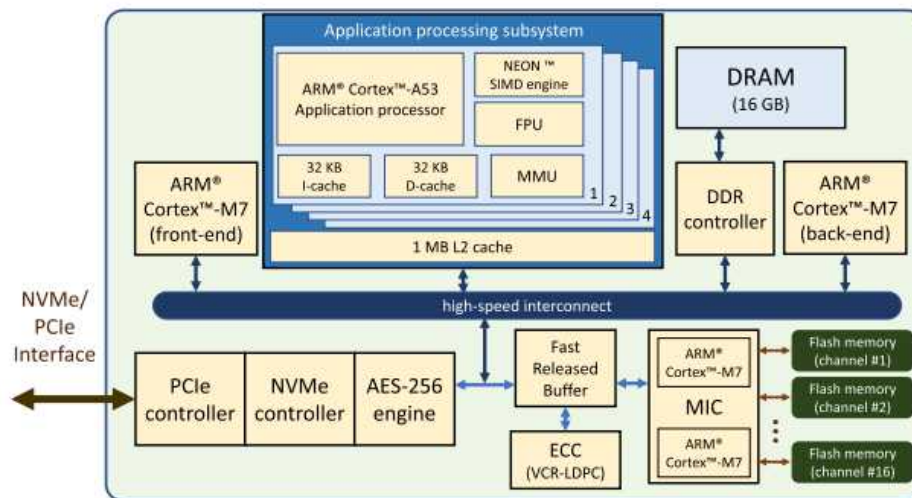 Application processing subsystem
ARM® Cortex™-A53
Application processor
NEON ™
SIMD engine
FPU
32 KB
I-cache
32 KB
D-cache
MMU
1
2
3
4
1 MB L2 cache
DRAM
(16 GB)
ARM®
Cortex™-M7
(front-end)
DDR
controller
ARM®
Cortex™-M7
(back-end)
high-speed interconnect
NVMe/
PCIe
Interface
PCIe
controller
NVMe
controller
AES-256
engine
Fast
Released
Buffer
ECC
(VCR-LDPC)
ARM®
Cortex™-M7
MIC
ARM®
Cortex™-M7
Flash memory
(channel #1)
Flash memory
(channel #2)
Flash memory
(channel #16)